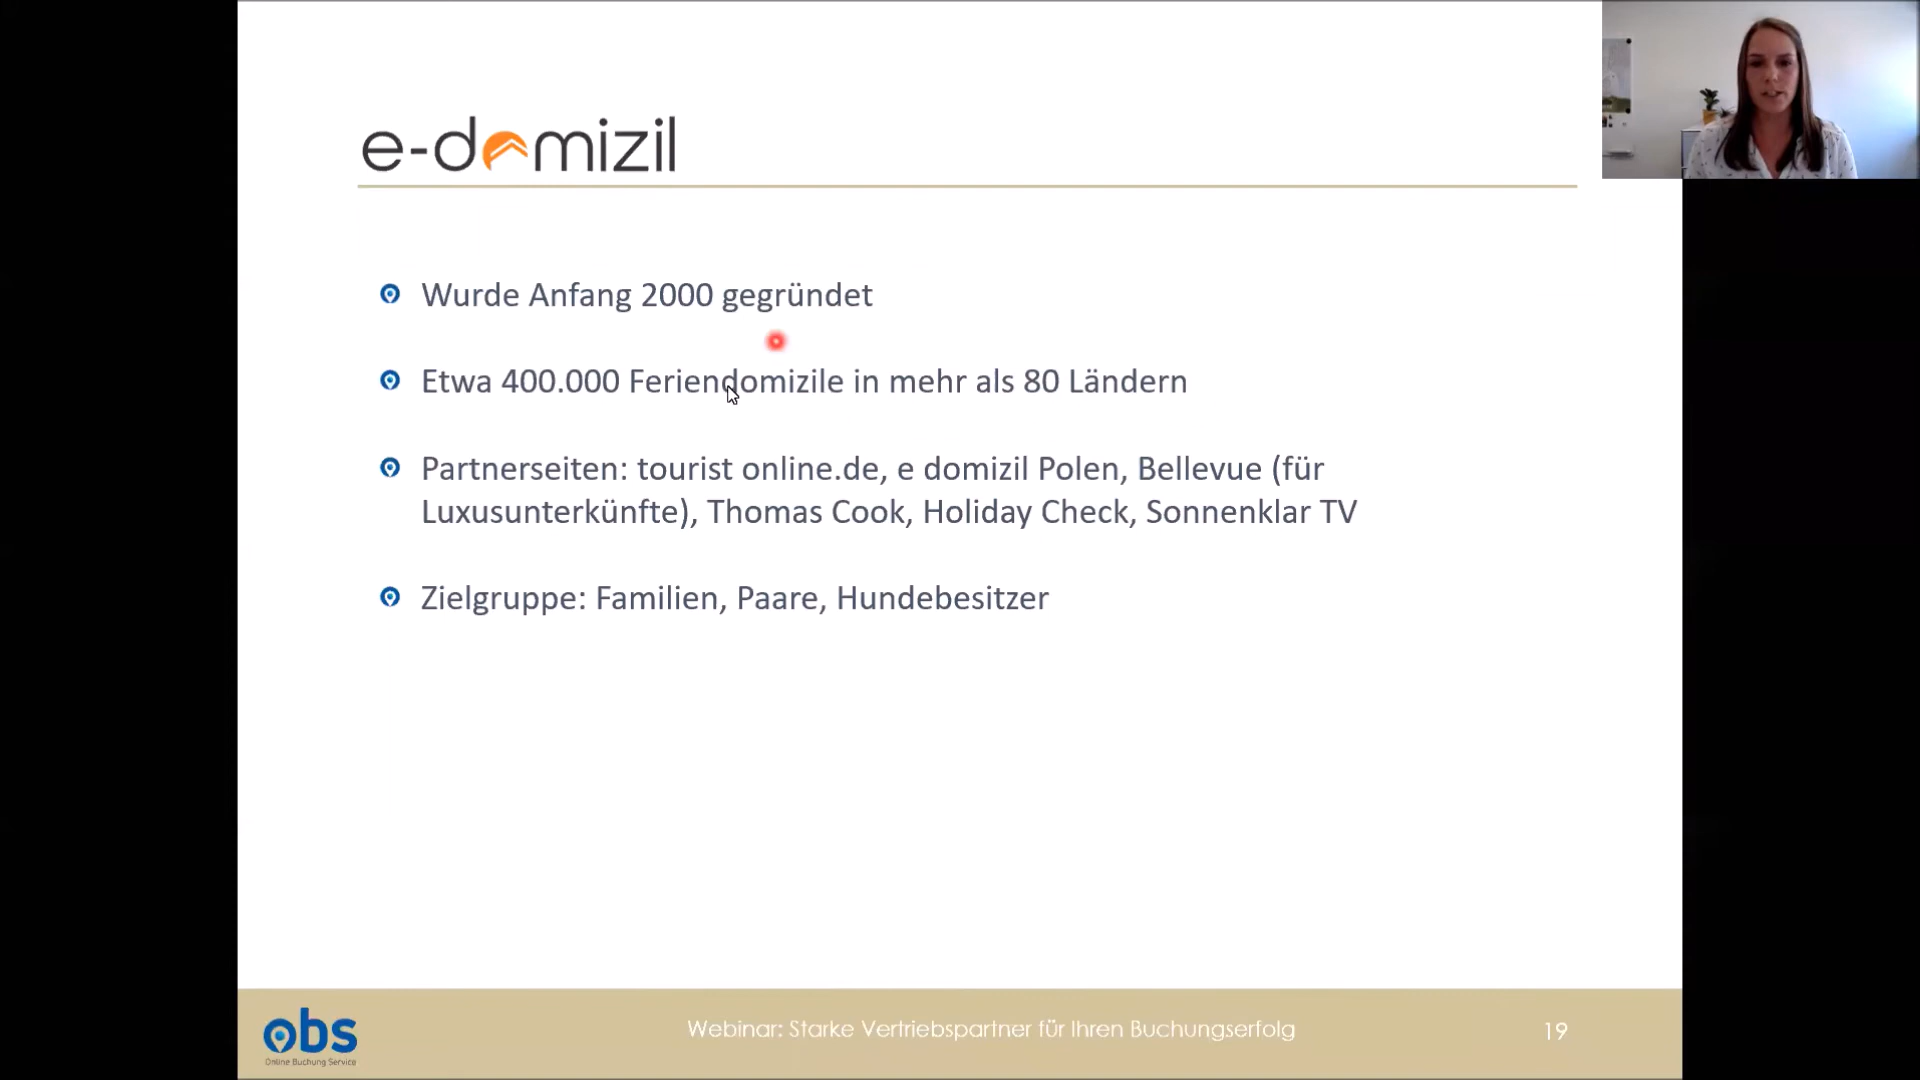 e-domizil
Wurde Anfang 2000 gegründet
Etwa 400.000 Feriendomizile in mehr als 80 Ländern
Partnerseiten: tourist online.de, e domizil Polen, Bellevue (für
Luxusunterkünfte), Thomas Cook, Holiday Check, Sonnenklar TV
Zielgruppe: Familien, Paare, Hundebesitzer
obs
Online Buchung Service
Webinar: Starke Vertriebspartner für Ihren Buchungserfolg
19